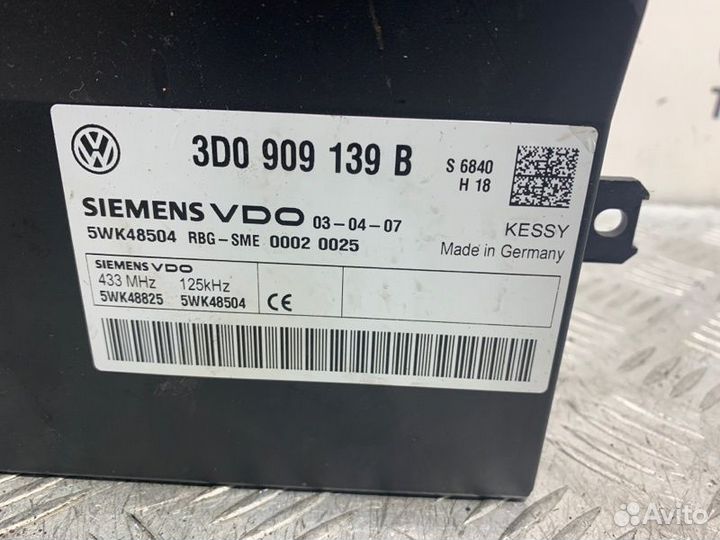 3D0 909 139 B
S 6840
H 18
SIEMENS VDO 03-04-07
5WK48504 RBG-SME 0002 0025
KESSY
Made in Germany
SIEMENS VDO
433 MHz 125kHz
5WK48825 5WK48504
CE
Avito